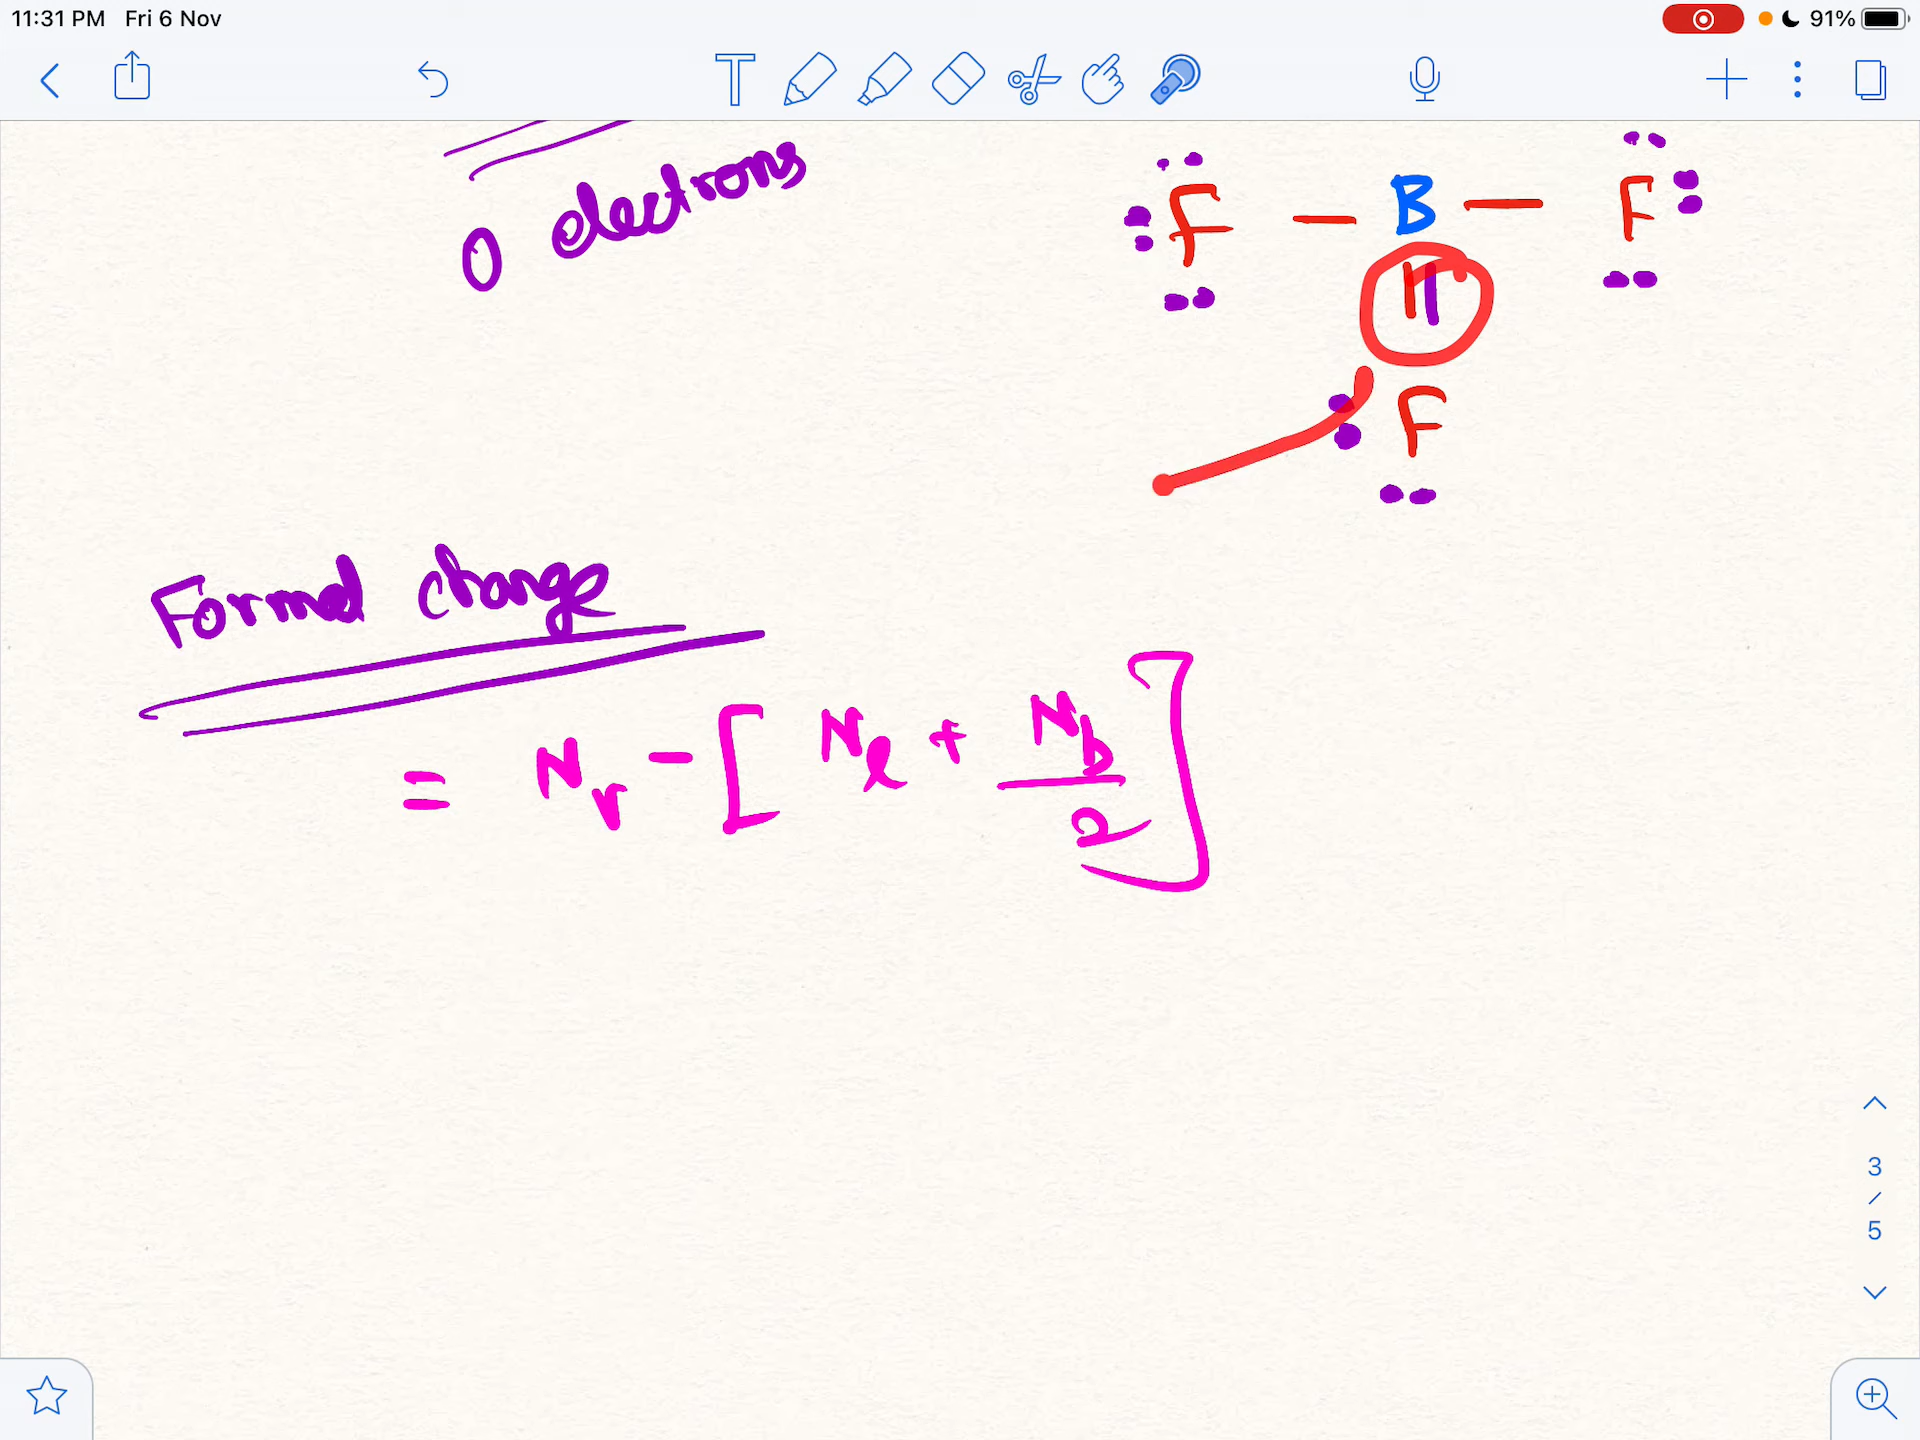 11:31 PM Fri 6 Nov
91%
T
0 electrons
F — B — F
F
Formal charge
= Nv - [ Nl + Nb/2 ]
3
/
5